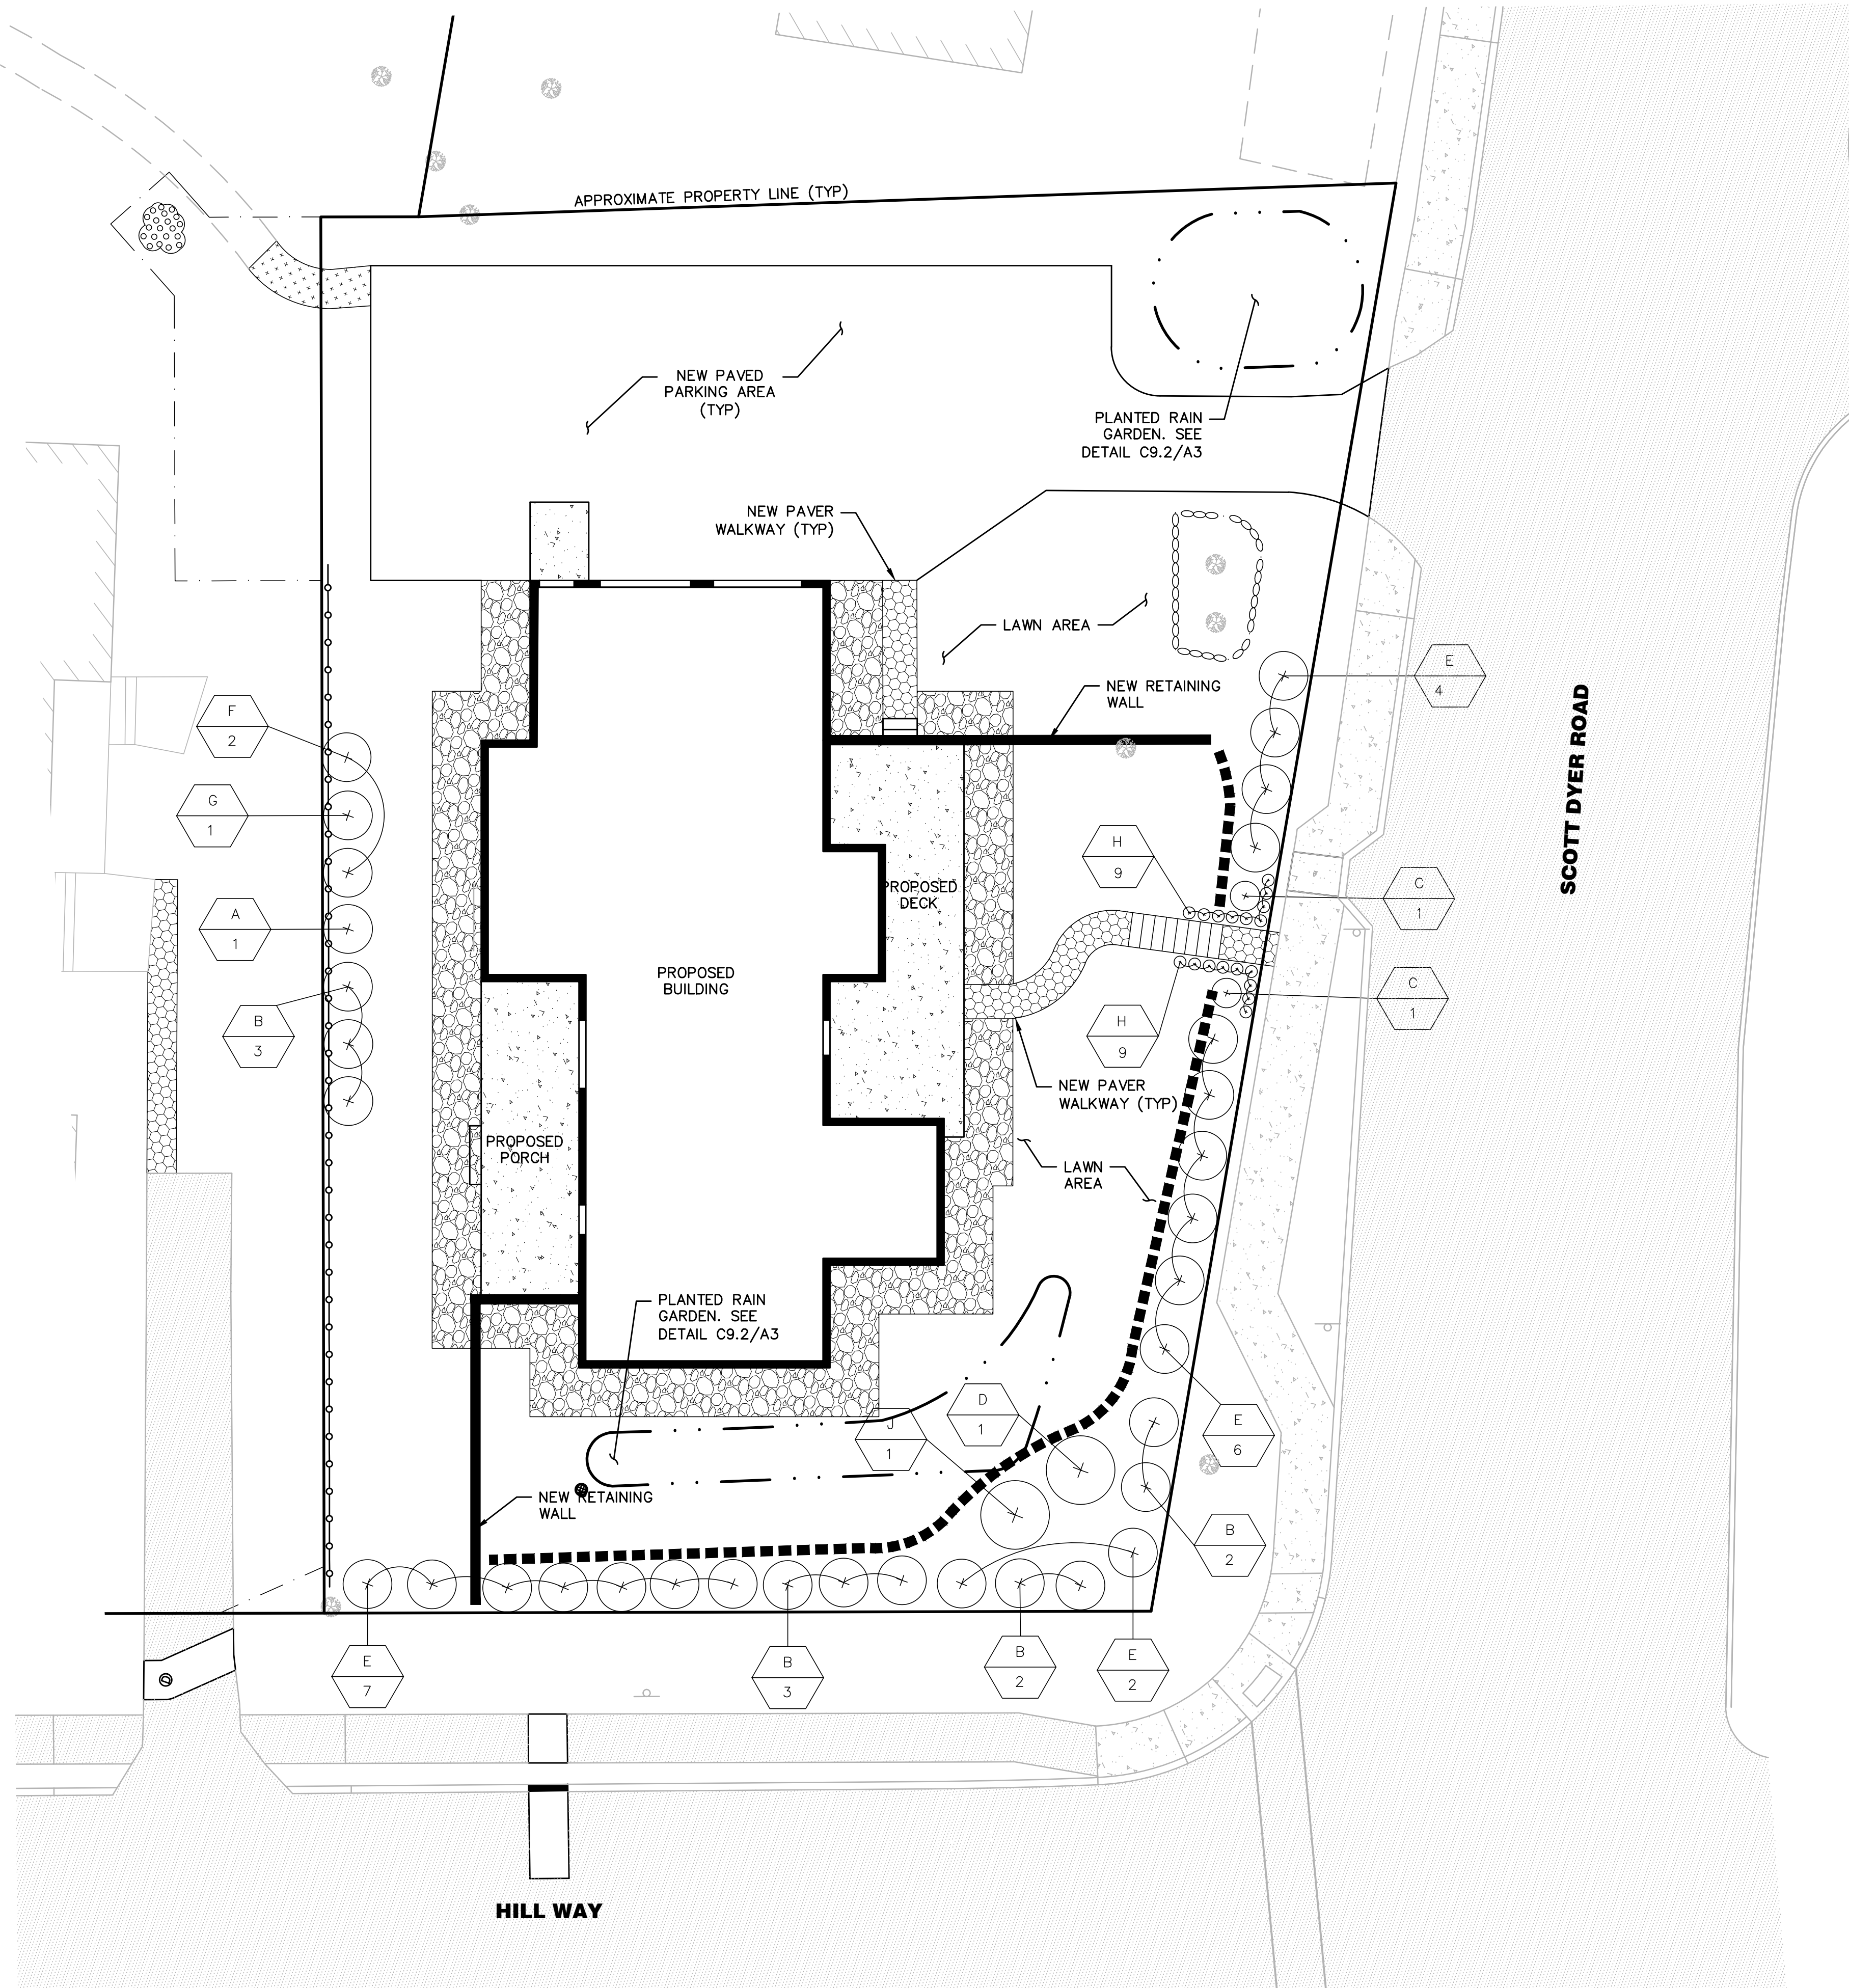 APPROXIMATE PROPERTY LINE (TYP)
NEW PAVED
PARKING AREA
(TYP)
PLANTED RAIN
GARDEN. SEE
DETAIL C9.2/A3
NEW PAVER
WALKWAY (TYP)
LAWN AREA
NEW RETAINING
WALL
E
4
SCOTT DYER ROAD
F
2
G
1
H
9
C
1
PROPOSED
DECK
A
1
PROPOSED
BUILDING
C
1
B
3
H
9
NEW PAVER
WALKWAY (TYP)
PROPOSED
PORCH
LAWN
AREA
PLANTED RAIN
GARDEN. SEE
DETAIL C9.2/A3
D
1
J
1
E
6
NEW RETAINING
WALL
B
2
E
7
B
3
B
2
E
2
HILL WAY